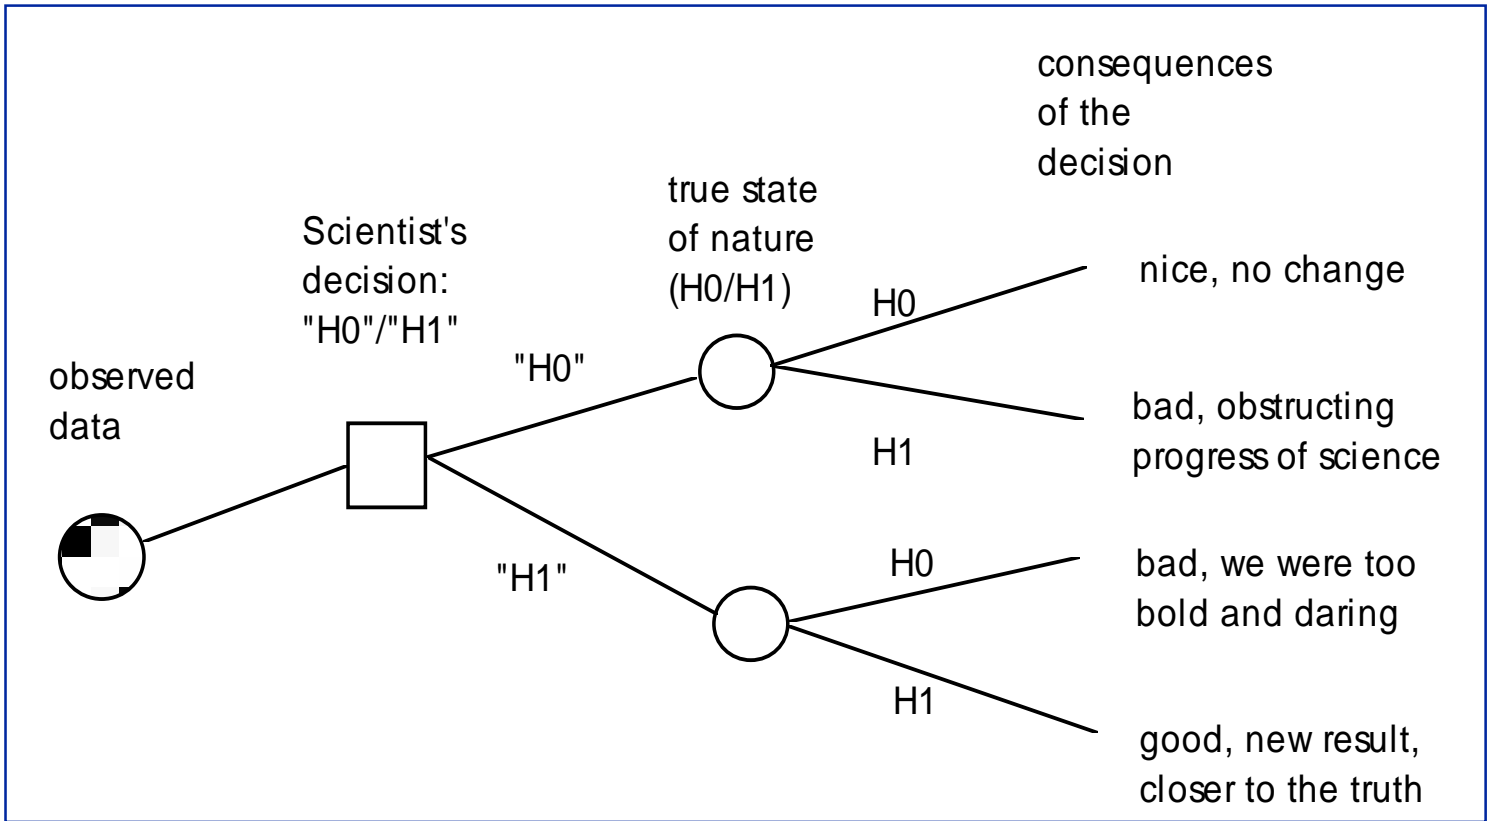 observed
data
Scientist's
decision:
"H0"/"H1"
"H0"
"H1"
true state
of nature
(H0/H1)
H0
H1
H0
H1
consequences
of the
decision
nice, no change
bad, obstructing
progress of science
bad, we were too
bold and daring
good, new result,
closer to the truth